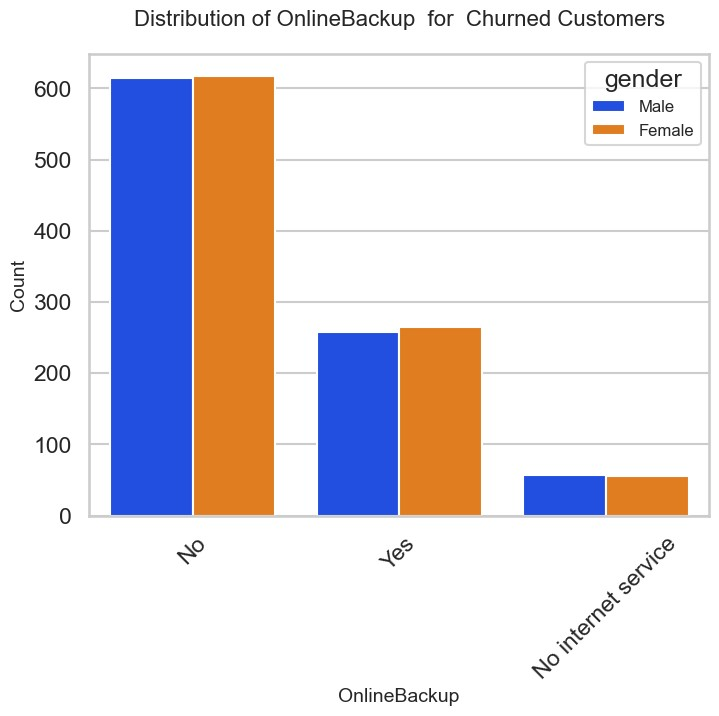 Distribution of OnlineBackup  for  Churned Customers
gender
Male
Female
Count
600
500
400
300
200
100
0
No
Yes
No internet service
OnlineBackup